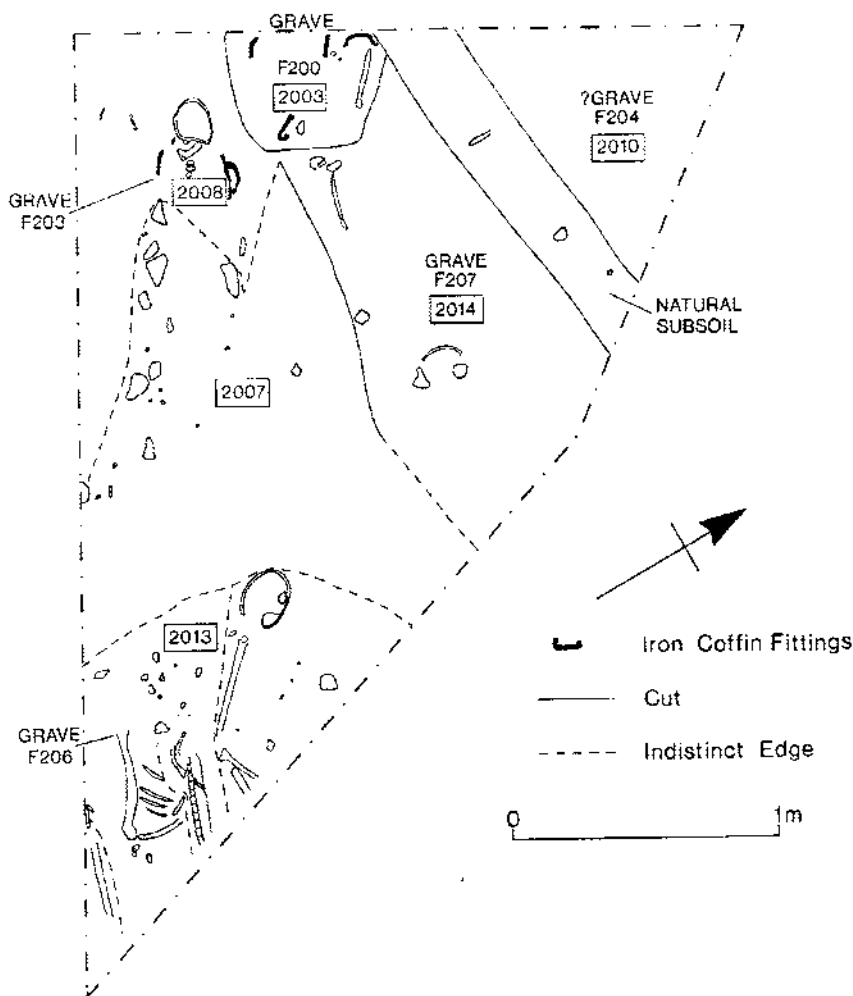 GRAVE
F200
2003
?GRAVE
F204
2010
2008
GRAVE
F203
GRAVE
F207
2014
NATURAL
SUBSOIL
2007
2013
Iron Coffin Fittings
Cut
GRAVE
F206
Indistinct Edge
0 1m